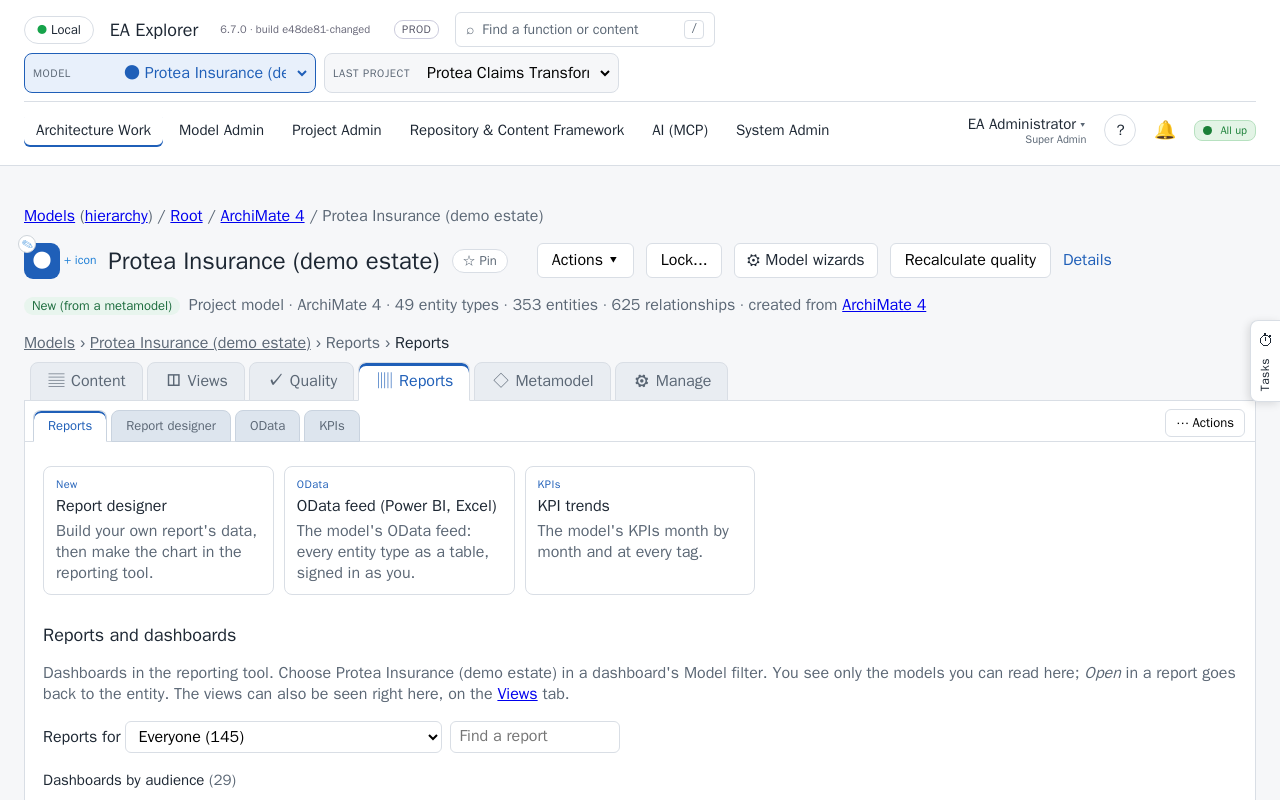 Local
EA Explorer
6.7.0 · build e48de81-changed
PROD
Find a function or content
/
MODEL
Protea Insurance (de
LAST PROJECT
Protea Claims Transfor
Architecture Work
Model Admin
Project Admin
Repository & Content Framework
AI (MCP)
System Admin
EA Administrator
Super Admin
?
All up
Models (hierarchy) / Root / ArchiMate 4 / Protea Insurance (demo estate)
+ icon
Protea Insurance (demo estate)
☆ Pin
Actions ▾
Lock...
⚙ Model wizards
Recalculate quality
Details
New (from a metamodel)
Project model · ArchiMate 4 · 49 entity types · 353 entities · 625 relationships · created from ArchiMate 4
Models › Protea Insurance (demo estate) › Reports › Reports
Tasks
Content
Views
✓ Quality
Reports
◇ Metamodel
⚙ Manage
Reports
Report designer
OData
KPIs
··· Actions
New
Report designer
Build your own report's data,
then make the chart in the
reporting tool.
OData
OData feed (Power BI, Excel)
The model's OData feed:
every entity type as a table,
signed in as you.
KPIs
KPI trends
The model's KPIs month by
month and at every tag.
Reports and dashboards
Dashboards in the reporting tool. Choose Protea Insurance (demo estate) in a dashboard's Model filter. You see only the models you can read here; Open in a report goes
back to the entity. The views can also be seen right here, on the Views tab.
Reports for
Everyone (145)
Find a report
Dashboards by audience (29)